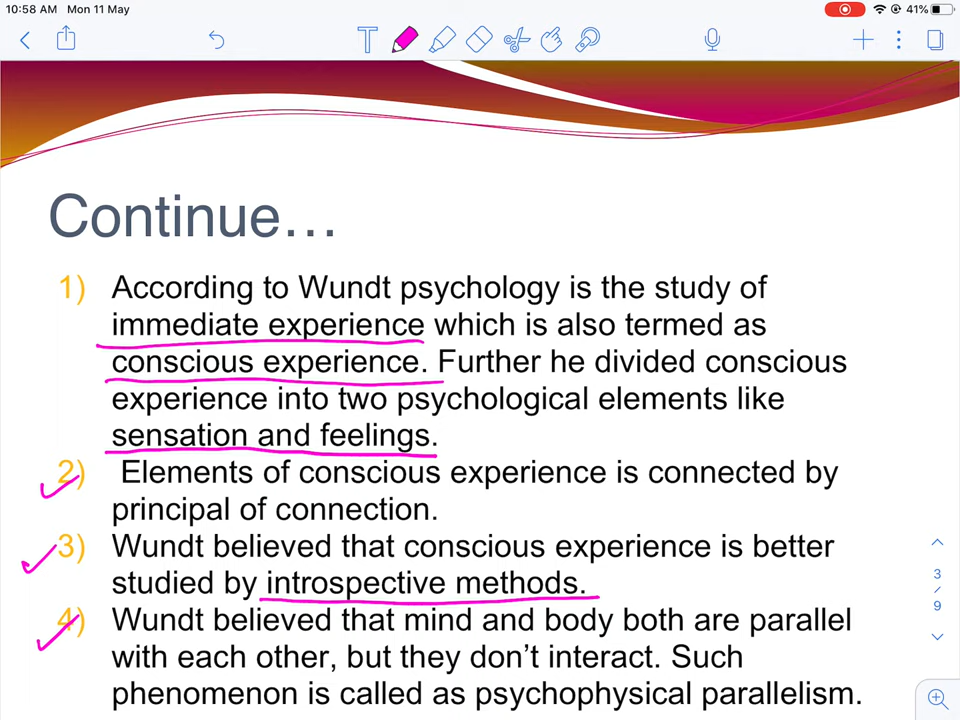 10:58 AM Mon 11 May
41%
T
Continue...
1) According to Wundt psychology is the study of
immediate experience which is also termed as
conscious experience. Further he divided conscious
experience into two psychological elements like
sensation and feelings.
2) Elements of conscious experience is connected by
principal of connection.
3) Wundt believed that conscious experience is better
studied by introspective methods.
4) Wundt believed that mind and body both are parallel
with each other, but they don't interact. Such
phenomenon is called as psychophysical parallelism.
3
/
9